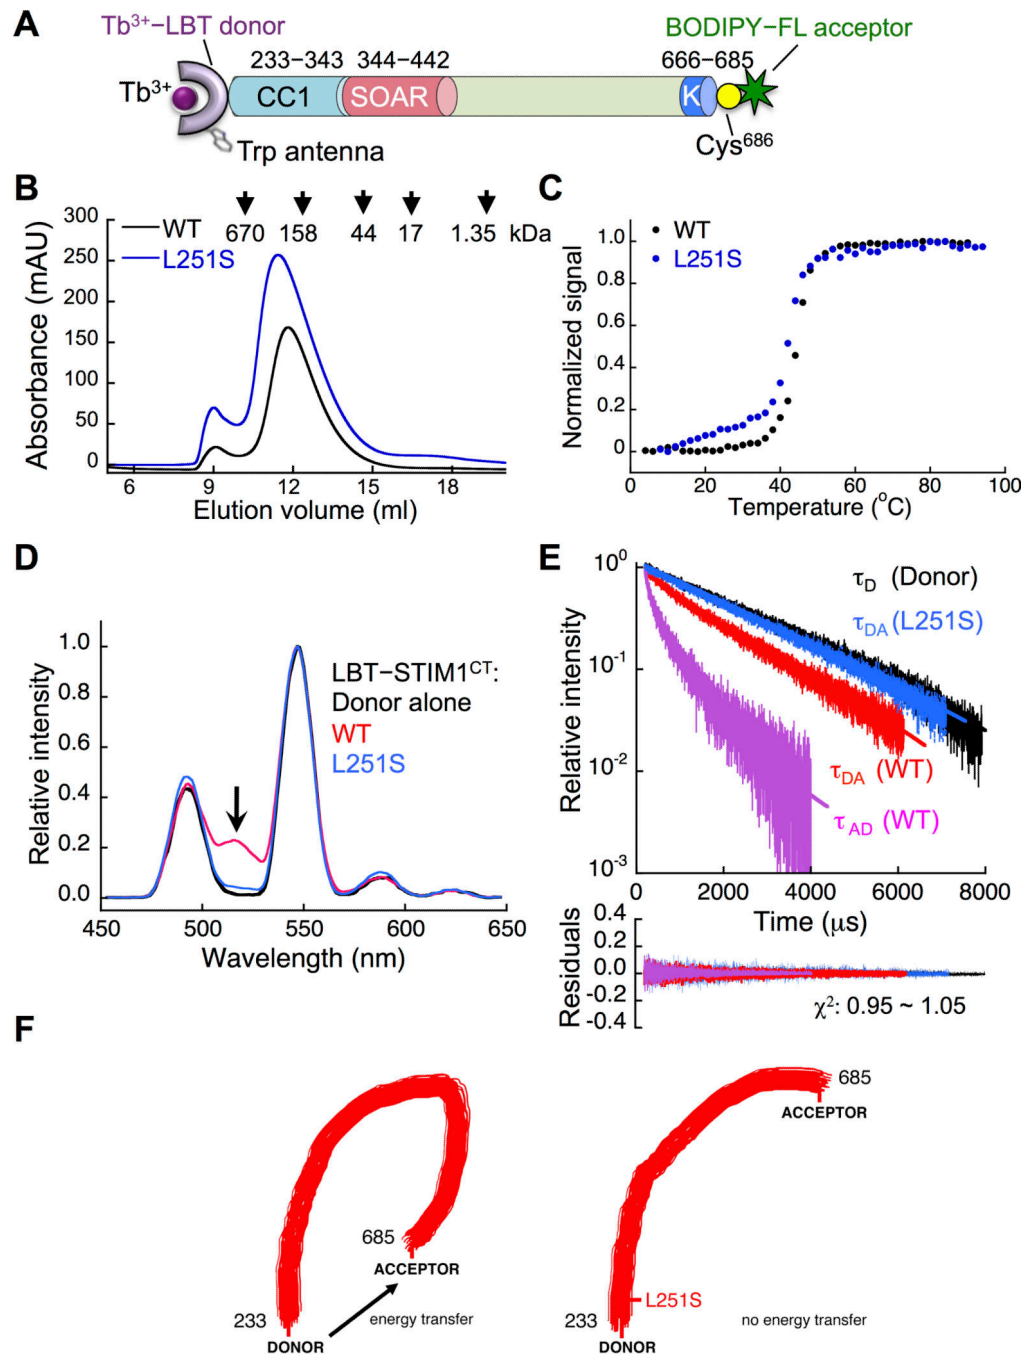 A
Tb³⁺–LBT donor
BODIPY–FL acceptor
233–343 344–442 666–685
Tb³⁺
CC1
SOAR
K
Trp antenna
Cys⁶⁸⁶
B
WT
L251S
670 158 44 17 1.35 kDa
300
250
200
150
100
50
0
Absorbance (mAU)
6 9 12 15 18
Elution volume (ml)
C
WT
L251S
1.0
0.8
0.6
0.4
0.2
0
Normalized signal
0 20 40 60 80 100
Temperature (°C)
D
LBT–STIM1ᶜᵀ:
Donor alone
WT
L251S
1.0
0.8
0.6
0.4
0.2
0.0
Relative intensity
450 500 550 600 650
Wavelength (nm)
E
10⁰
10⁻¹
10⁻²
10⁻³
Relative intensity
τD (Donor)
τDA (L251S)
τDA (WT)
τAD (WT)
0 2000 4000 6000 8000
Time (μs)
0.4
0.2
0.0
-0.2
-0.4
Residuals
χ²: 0.95 ~ 1.05
F
685
ACCEPTOR
233
DONOR
energy transfer
685
ACCEPTOR
L251S
233
DONOR
no energy transfer